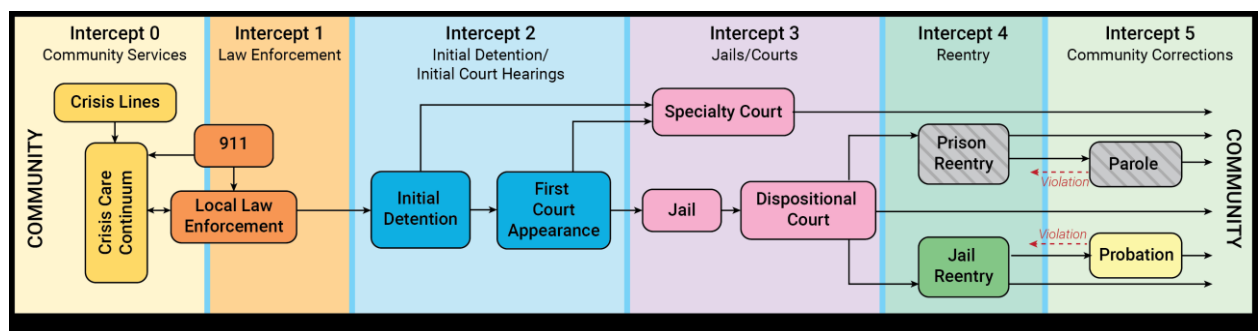 Intercept 0
Community Services
Intercept 1
Law Enforcement
Intercept 2
Initial Detention/
Initial Court Hearings
Intercept 3
Jails/Courts
Intercept 4
Reentry
Intercept 5
Community Corrections
COMMUNITY
Crisis Lines
Crisis Care
Continuum
911
Local Law
Enforcement
Initial
Detention
First
Court
Appearance
Specialty Court
Jail
Dispositional
Court
Prison
Reentry
Violation
Parole
Jail
Reentry
Violation
Probation
COMMUNITY